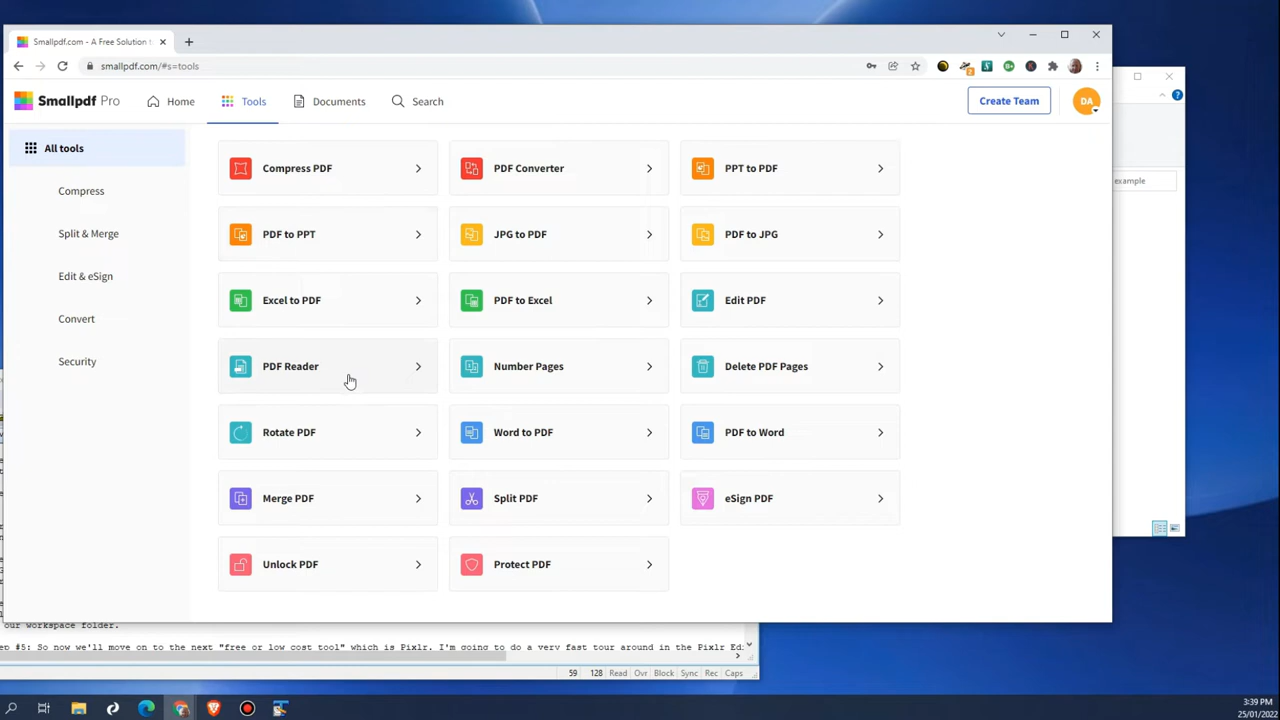 Smallpdf.com - A Free Solution t
smallpdf.com/#s=tools
2
Smallpdf Pro
Home
Tools
Documents
Search
Create Team
DA
All tools
Compress
Split & Merge
Edit & eSign
Convert
Security
Compress PDF
PDF Converter
PPT to PDF
PDF to PPT
JPG to PDF
PDF to JPG
Excel to PDF
PDF to Excel
Edit PDF
PDF Reader
Number Pages
Delete PDF Pages
Rotate PDF
Word to PDF
PDF to Word
Merge PDF
Split PDF
eSign PDF
Unlock PDF
Protect PDF
example
our workspace folder.
ep #5: So now we'll move on to the next "free or low cost tool" which is Pixlr. I'm going to do a very fast tour around in the Pixlr Ed
59 128 Read Ovr Block Sync Rec Caps
3:39 PM
25/01/2022